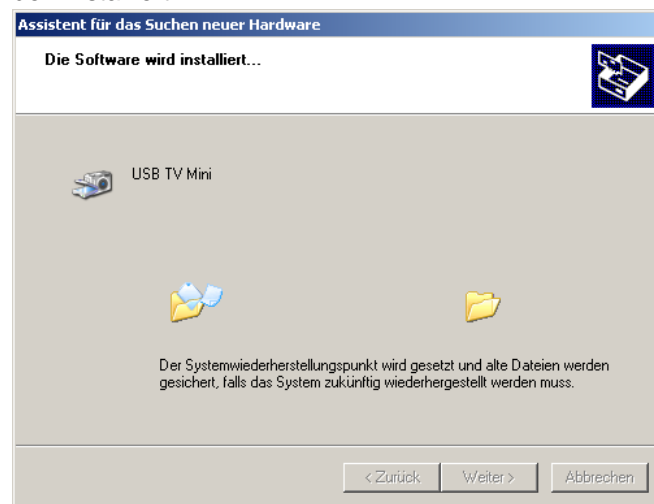 Assistent für das Suchen neuer Hardware
Die Software wird installiert...
USB TV Mini
Der Systemwiederherstellungspunkt wird gesetzt und alte Dateien werden
gesichert, falls das System zukünftig wiederhergestellt werden muss.
< Zurück
Weiter >
Abbrechen